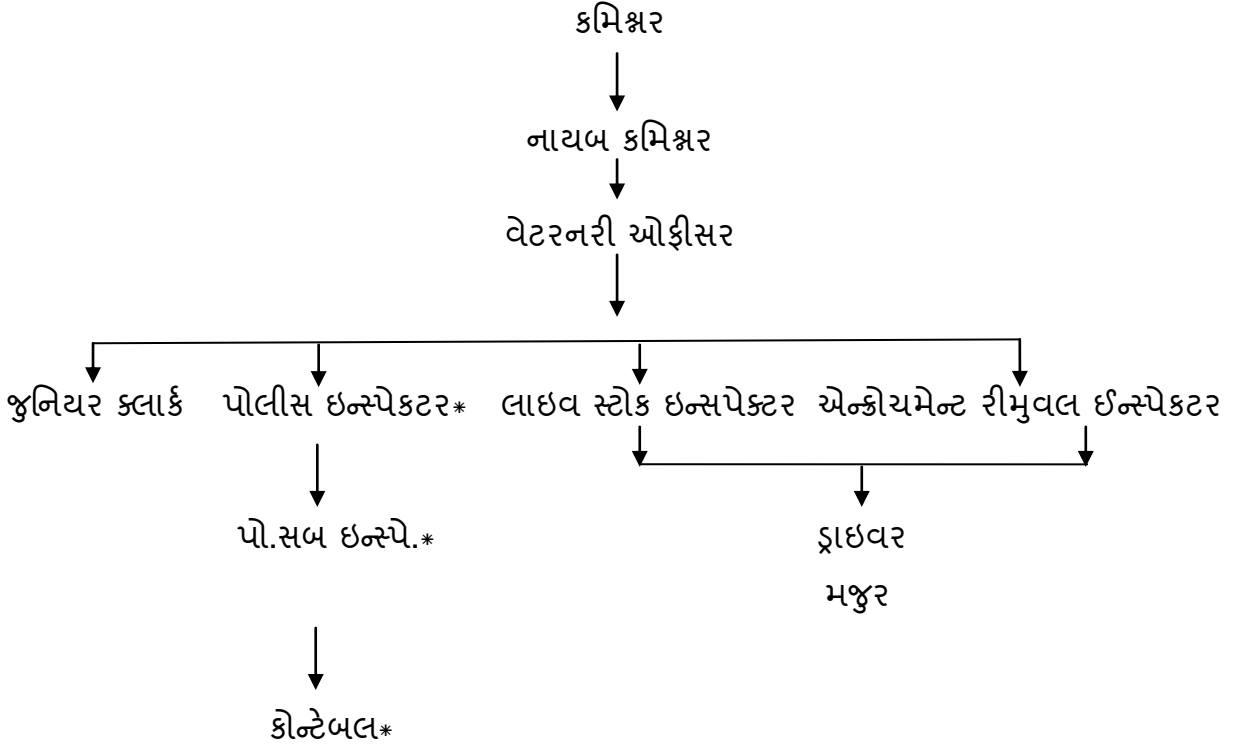 કમિશ્નર
નાયબ કમિશ્નર
વેટરનરી ઓફીસર
જુનિયર ક્લાર્ક પોલીસ ઇન્સ્પેકટર* લાઇવ સ્ટોક ઇન્સપેક્ટર એન્ક્રોચમેન્ટ રીમુવલ ઈન્સ્પેકટર
પો.સબ ઇન્સ્પે.* ડ્રાઇવર
મજુર
કોન્ટેબલ*